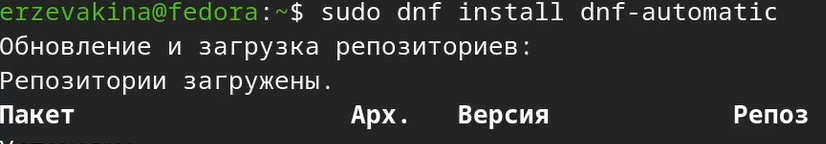 erzevakina@fedora:~$ sudo dnf install dnf-automatic
Обновление и загрузка репозиториев:
Репозитории загружены.
Пакет Арх. Версия Репоз